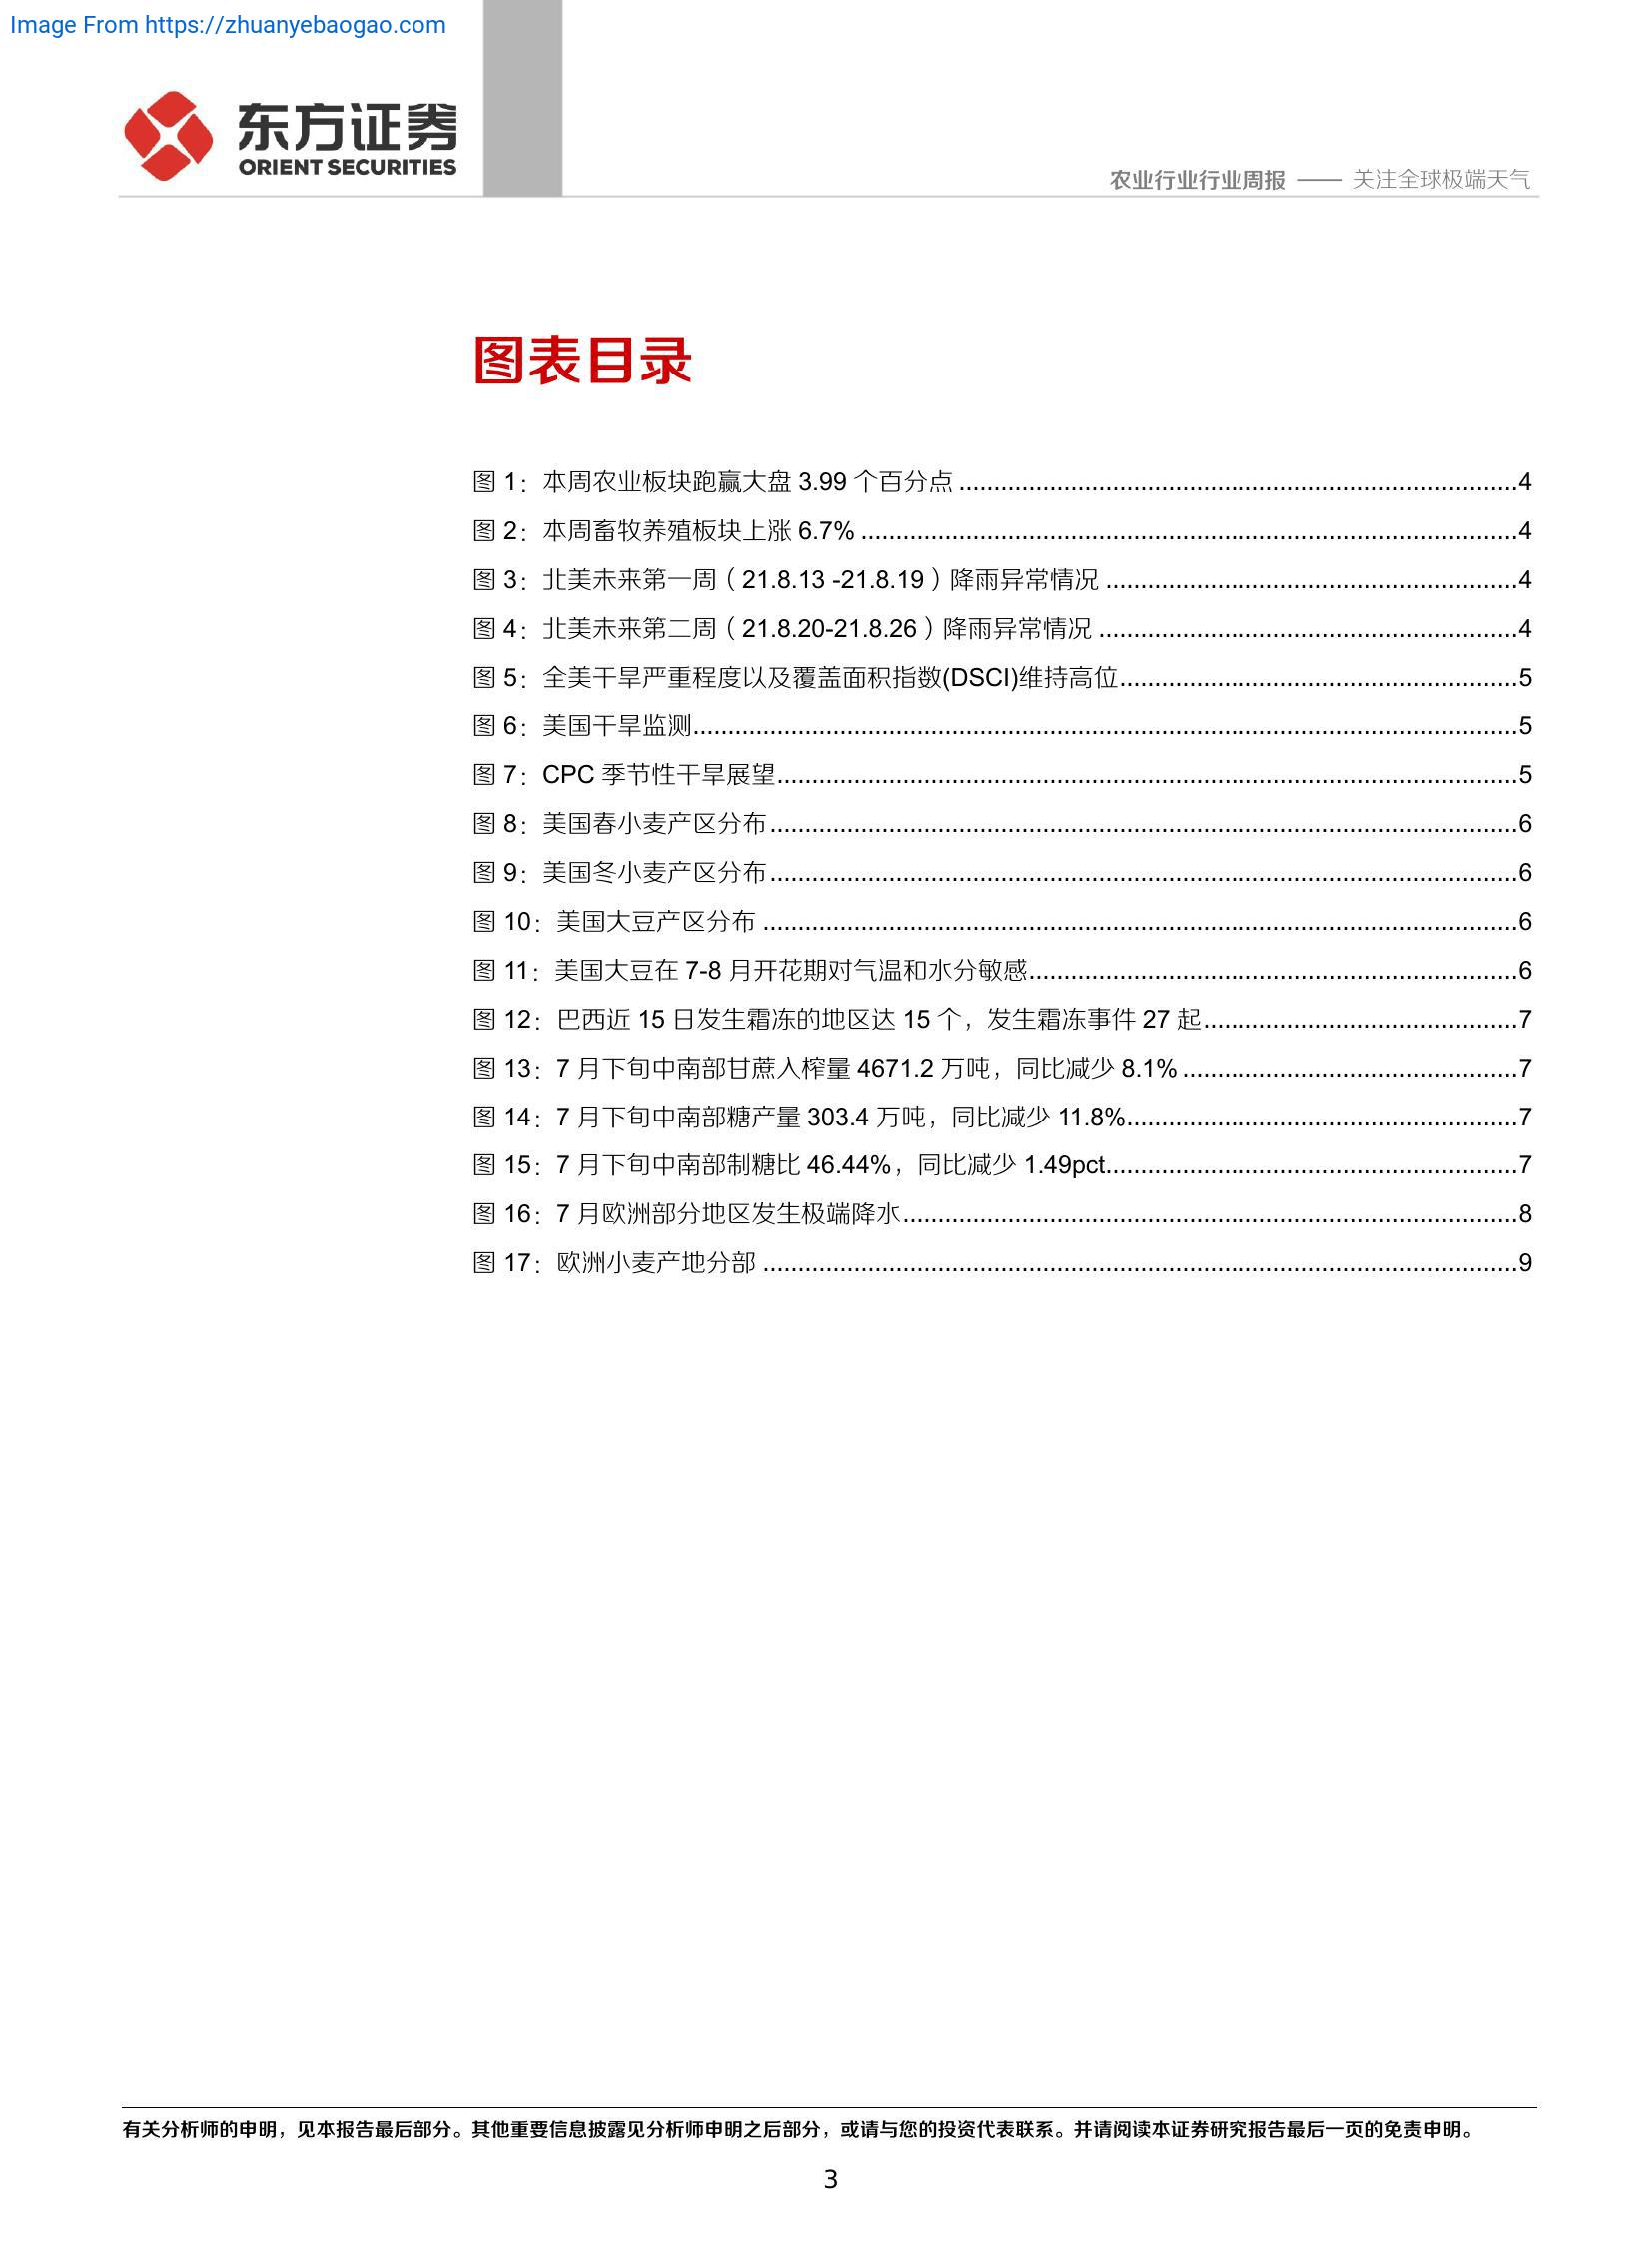 Image From https://zhuanyebaogao.com
东方证券
ORIENT SECURITIES
农业行业行业周报 —— 关注全球极端天气
图表目录
图 1：本周农业板块跑赢大盘 3.99 个百分点 ................................................................................4
图 2：本周畜牧养殖板块上涨 6.7% ..............................................................................................4
图 3：北美未来第一周（21.8.13 -21.8.19）降雨异常情况 ...........................................................4
图 4：北美未来第二周（21.8.20-21.8.26）降雨异常情况 ............................................................4
图 5：全美干旱严重程度以及覆盖面积指数(DSCI)维持高位.........................................................5
图 6：美国干旱监测......................................................................................................................5
图 7：CPC 季节性干旱展望..........................................................................................................5
图 8：美国春小麦产区分布...........................................................................................................6
图 9：美国冬小麦产区分布...........................................................................................................6
图 10：美国大豆产区分布 ............................................................................................................6
图 11：美国大豆在 7-8 月开花期对气温和水分敏感......................................................................6
图 12：巴西近 15 日发生霜冻的地区达 15 个，发生霜冻事件 27 起.............................................7
图 13：7 月下旬中南部甘蔗入榨量 4671.2 万吨，同比减少 8.1% ................................................7
图 14：7 月下旬中南部糖产量 303.4 万吨，同比减少 11.8%........................................................7
图 15：7 月下旬中南部制糖比 46.44%，同比减少 1.49pct...........................................................7
图 16：7 月欧洲部分地区发生极端降水........................................................................................8
图 17：欧洲小麦产地分部 ............................................................................................................9
有关分析师的申明，见本报告最后部分。其他重要信息披露见分析师申明之后部分，或请与您的投资代表联系。并请阅读本证券研究报告最后一页的免责申明。
3